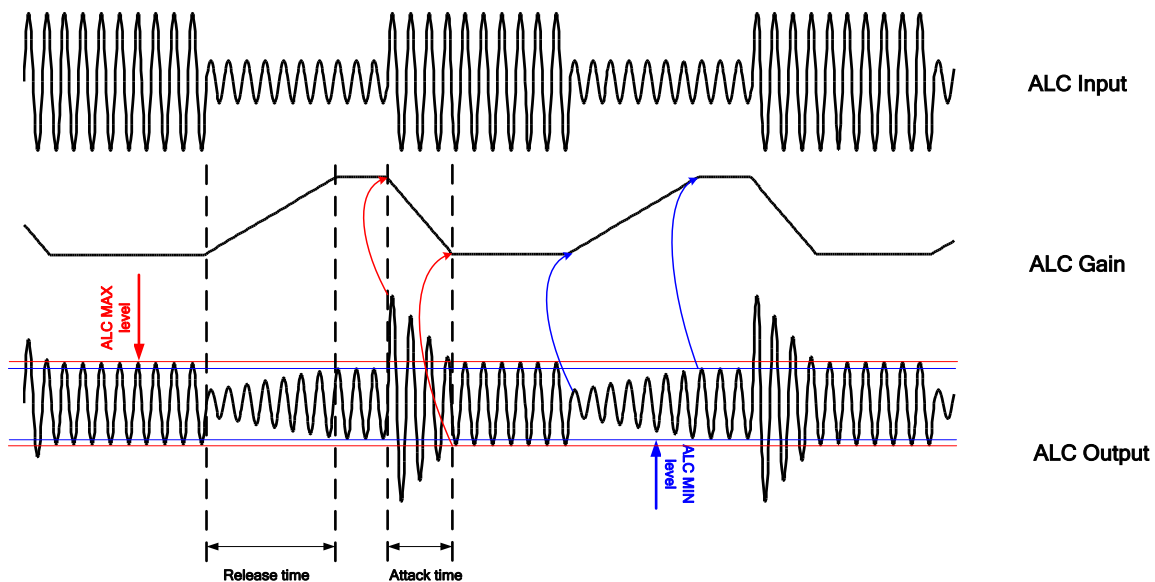 ALC Input
ALC Gain
ALC MAX
level
ALC Output
ALC MIN
level
Release time
Attack time